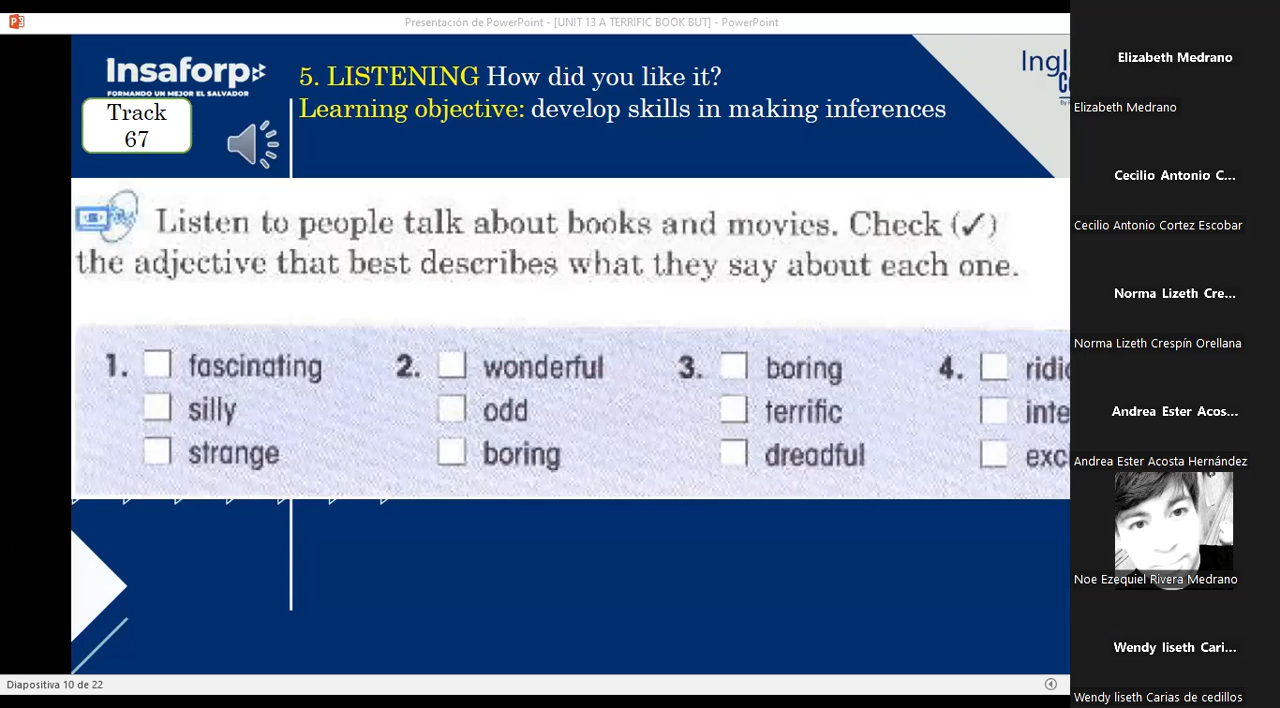 Presentación de PowerPoint - [UNIT 13 A TERRIFIC BOOK BUT] - PowerPoint
Insaforp
FORMANDO UN MEJOR EL SALVADOR
Track
67
5. LISTENING How did you like it?
Learning objective: develop skills in making inferences
Listen to people talk about books and movies. Check (✓)
the adjective that best describes what they say about each one.
1. fascinating
silly
strange
2. wonderful
odd
boring
3. boring
terrific
dreadful
4.
Diapositiva 10 de 22
Elizabeth Medrano
Elizabeth Medrano
Cecilio Antonio C...
Cecilio Antonio Cortez Escobar
Norma Lizeth Cre...
Norma Lizeth Crespín Orellana
Andrea Ester Acos...
Andrea Ester Acosta Hernández
Noe Ezequiel Rivera Medrano
Wendy liseth Cari...
Wendy liseth Carias de cedillos